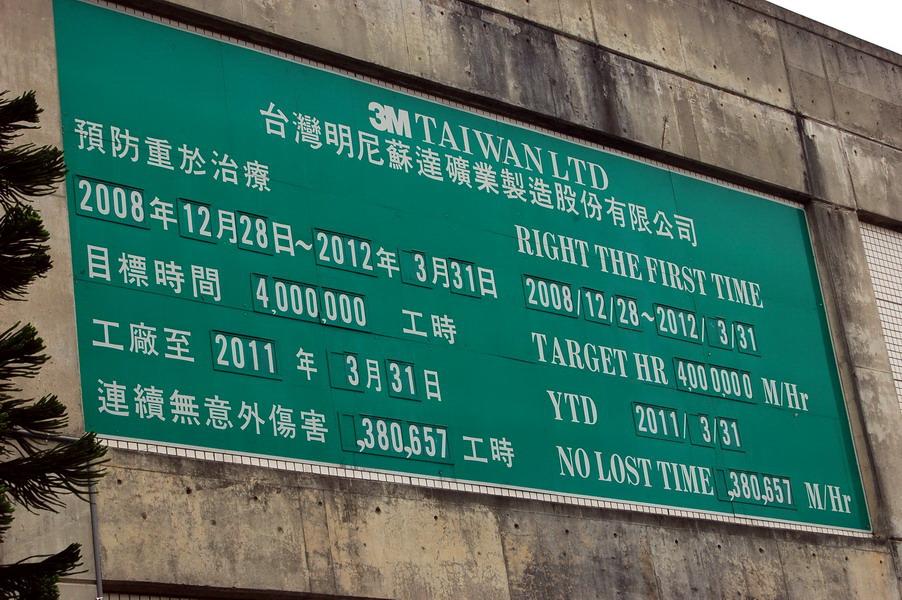 3M TAIWAN LTD
台灣明尼蘇達礦業製造股份有限公司
預防重於治療
2008年12月28日~2012年 3月31日
目標時間 4,000,000 工時
工廠至 2011 年 3月31日
連續無意外傷害 ,380,657 工時
RIGHT THE FIRST TIME
2008/12/28~2012/ 3/31
TARGET HR 4,000,000 M/Hr
YTD 2011/ 3/31
NO LOST TIME ,380,657 M/Hr